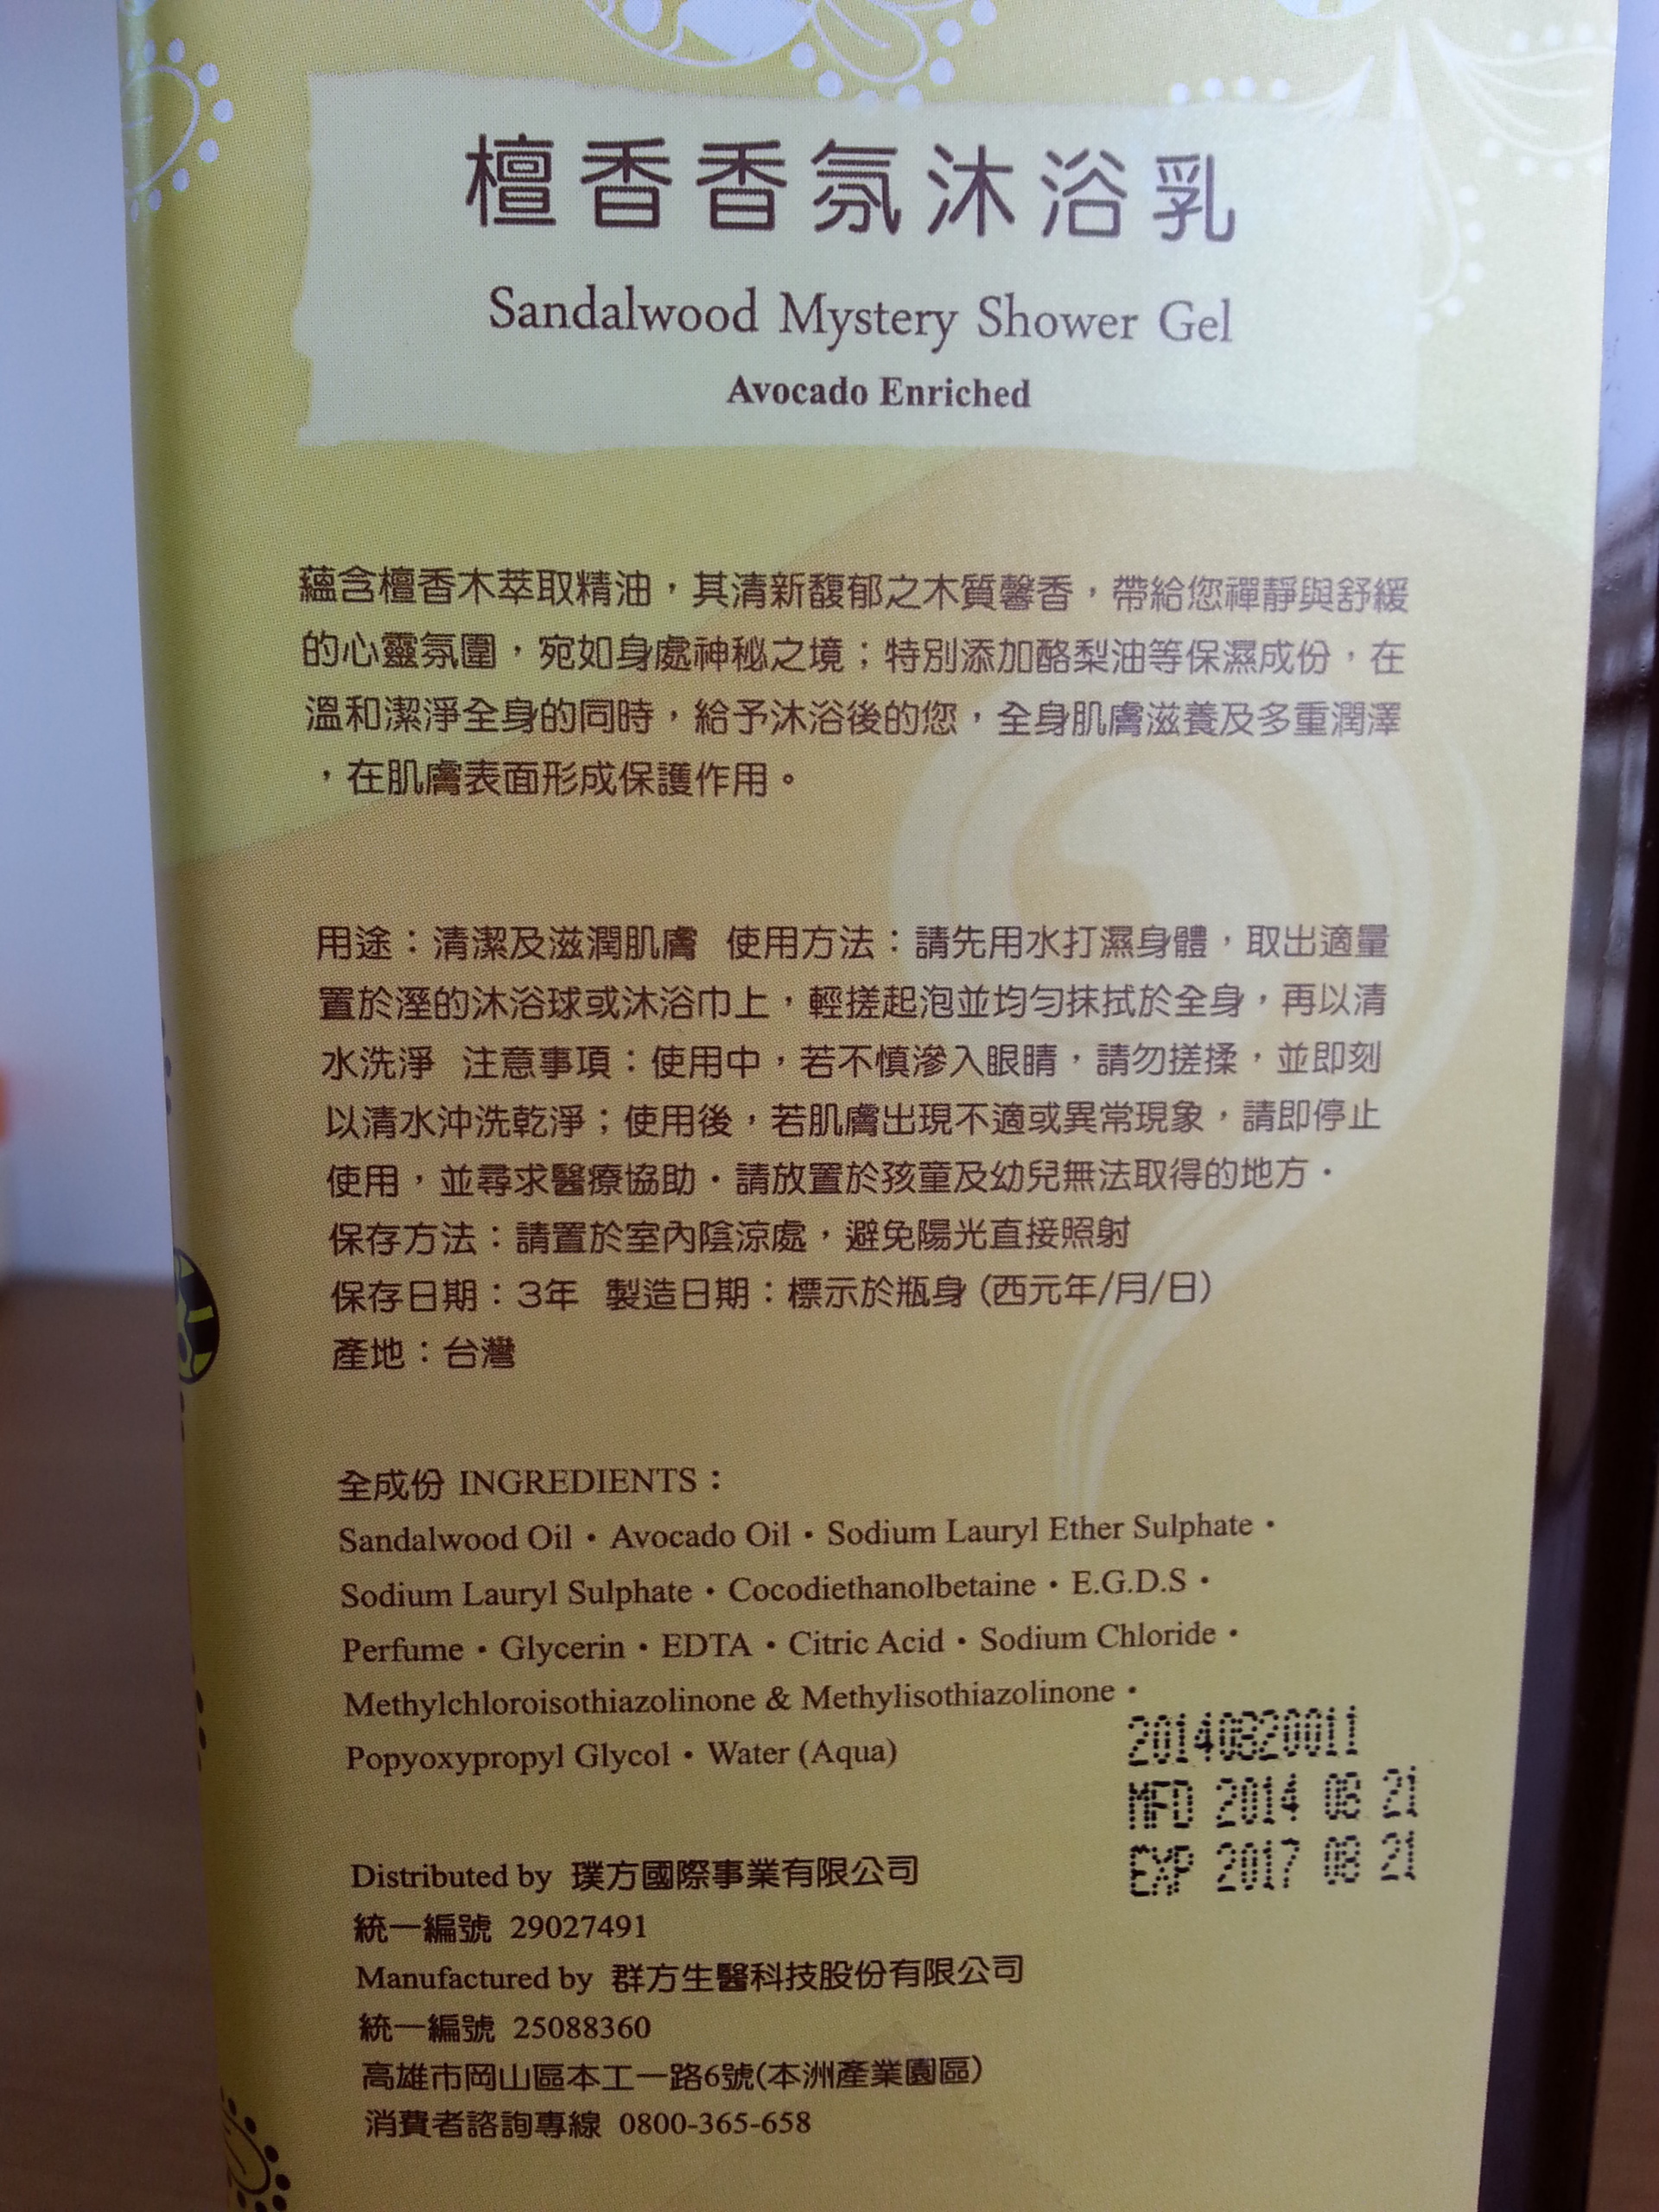 檀香香氛沐浴乳
Sandalwood Mystery Shower Gel
Avocado Enriched
蘊含檀香木萃取精油，其清新馥郁之木質馨香，帶給您禪靜與舒緩
的心靈氛圍，宛如身處神秘之境；特別添加酪梨油等保濕成份，在
溫和潔淨全身的同時，給予沐浴後的您，全身肌膚滋養及多重潤澤
，在肌膚表面形成保護作用。
用途：清潔及滋潤肌膚 使用方法：請先用水打濕身體，取出適量
置於溼的沐浴球或沐浴巾上，輕搓起泡並均勻抹拭於全身，再以清
水洗淨 注意事項：使用中，若不慎滲入眼睛，請勿搓揉，並即刻
以清水沖洗乾淨；使用後，若肌膚出現不適或異常現象，請即停止
使用，並尋求醫療協助・請放置於孩童及幼兒無法取得的地方・
保存方法：請置於室內陰涼處，避免陽光直接照射
保存日期：3年 製造日期：標示於瓶身 (西元年/月/日)
產地：台灣
全成份 INGREDIENTS：
Sandalwood Oil・Avocado Oil・Sodium Lauryl Ether Sulphate・
Sodium Lauryl Sulphate・Cocodiethanolbetaine・E.G.D.S・
Perfume・Glycerin・EDTA・Citric Acid・Sodium Chloride・
Methylchloroisothiazolinone & Methylisothiazolinone・
Popyoxypropyl Glycol・Water (Aqua)
20140820011
MFD 2014 08 21
EXP 2017 08 21
Distributed by 璞方國際事業有限公司
統一編號 29027491
Manufactured by 群方生醫科技股份有限公司
統一編號 25088360
高雄市岡山區本工一路6號(本洲產業園區)
消費者諮詢專線 0800-365-658